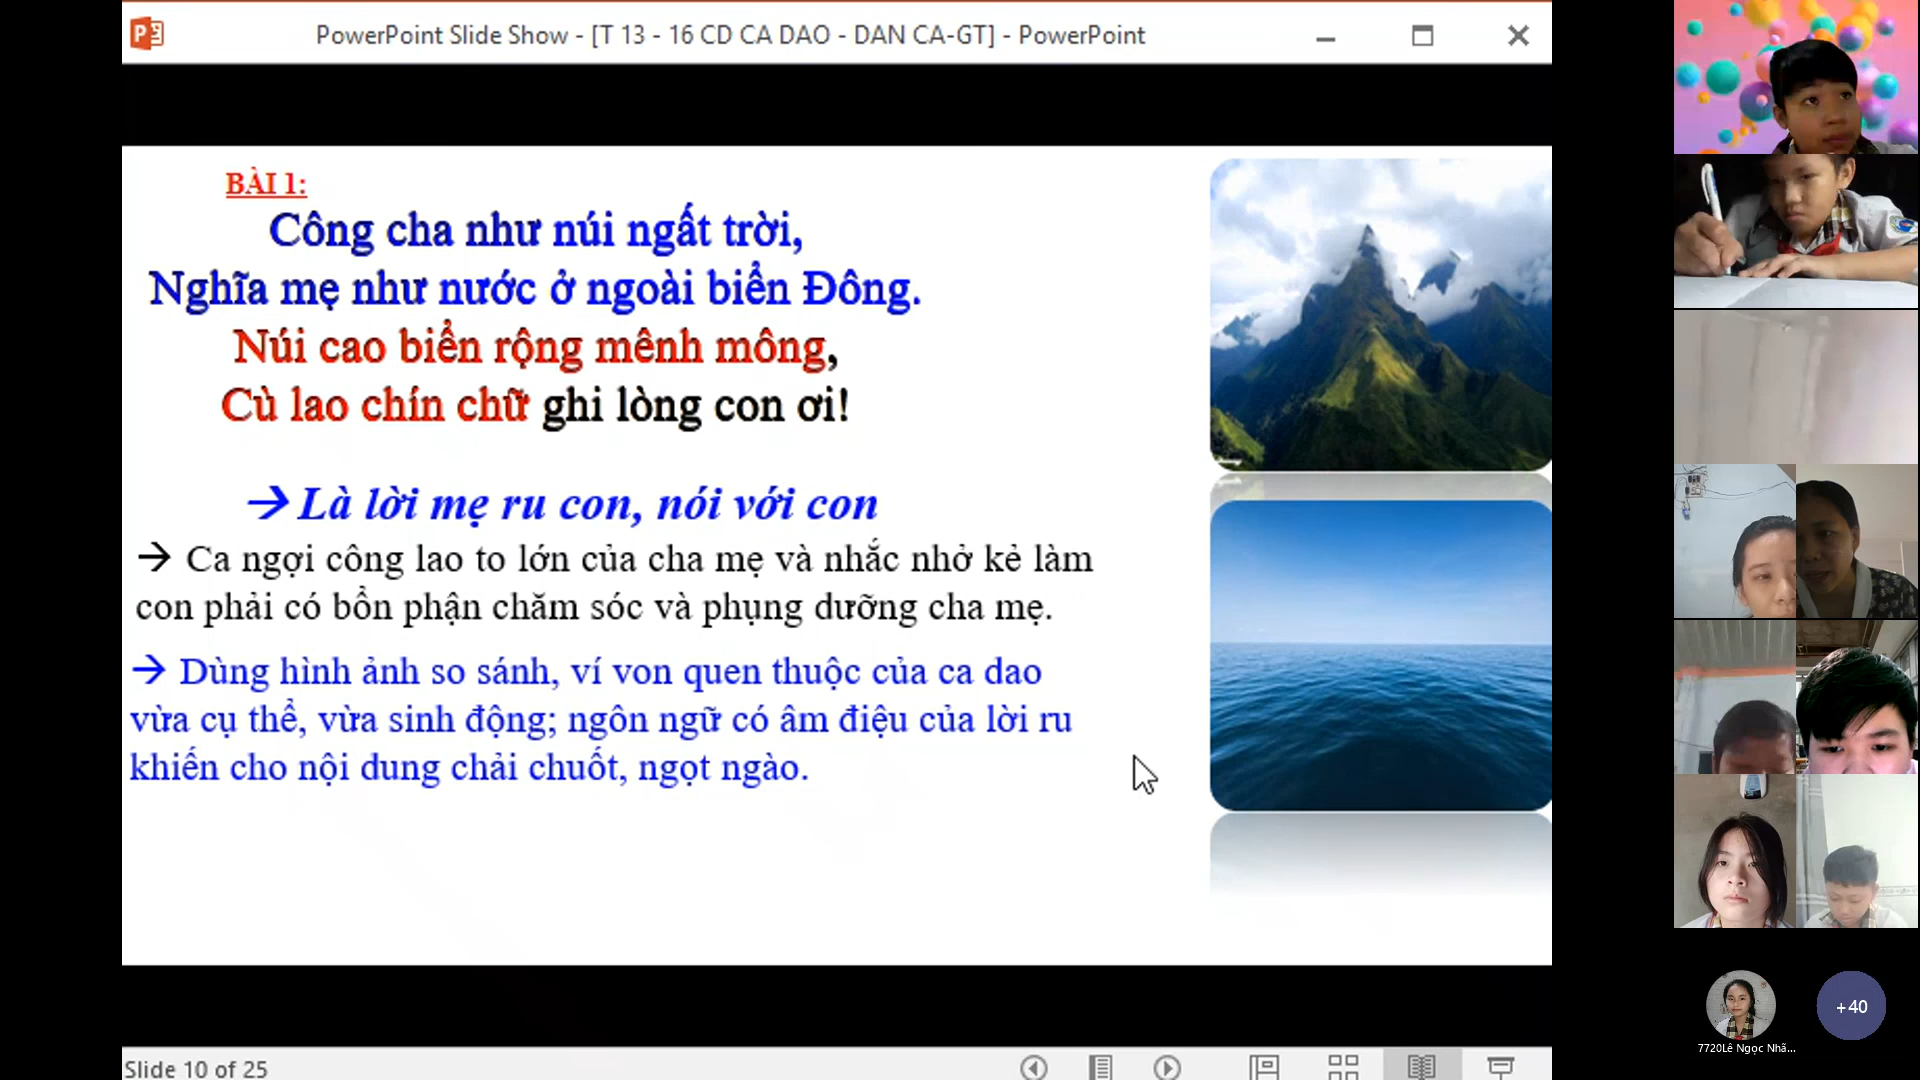 PowerPoint Slide Show - [T 13 - 16 CD CA DAO - DAN CA-GT] - PowerPoint
BÀI 1:
Công cha như núi ngất trời,
Nghĩa mẹ như nước ở ngoài biển Đông.
Núi cao biển rộng mênh mông,
Cù lao chín chữ ghi lòng con ơi!
→ Là lời mẹ ru con, nói với con
→ Ca ngợi công lao to lớn của cha mẹ và nhắc nhở kẻ làm
con phải có bổn phận chăm sóc và phụng dưỡng cha mẹ.
→ Dùng hình ảnh so sánh, ví von quen thuộc của ca dao
vừa cụ thể, vừa sinh động; ngôn ngữ có âm điệu của lời ru
khiến cho nội dung chải chuốt, ngọt ngào.
+40
7720Lê Ngọc Nhã...
Slide 10 of 25